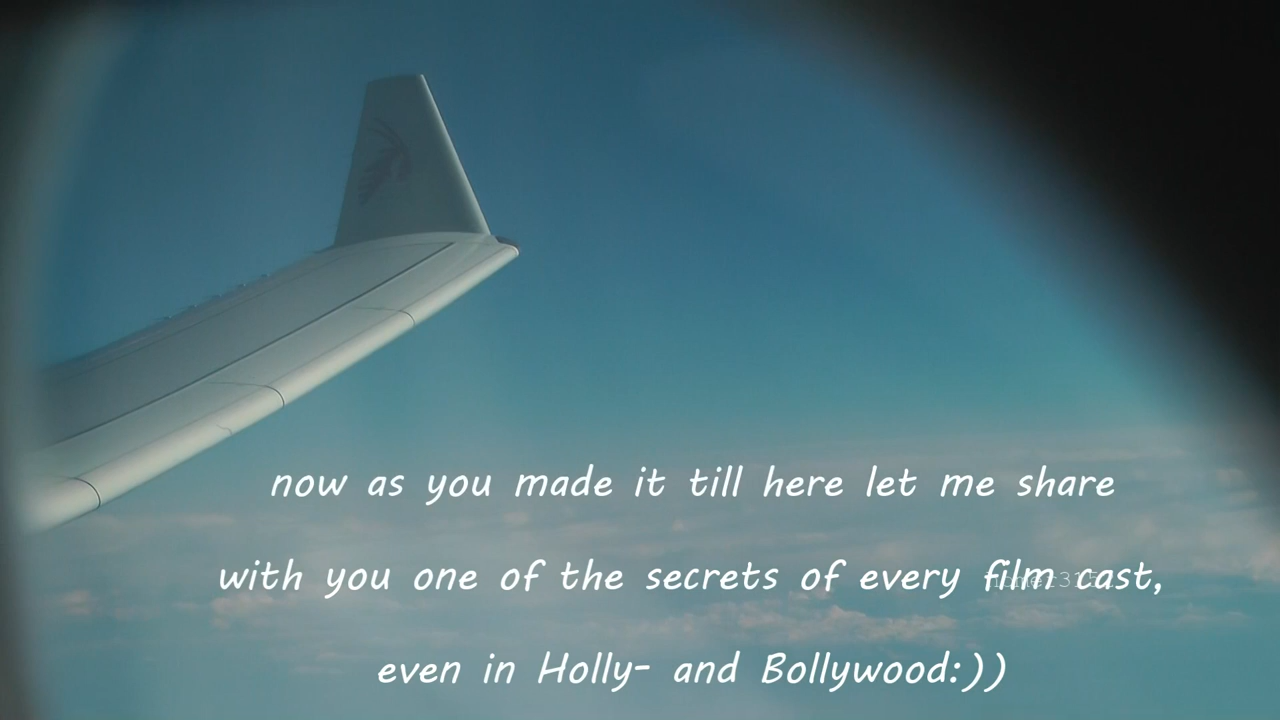 now as you made it till here let me share
with you one of the secrets of every film cast,
even in Holly- and Bollywood:))